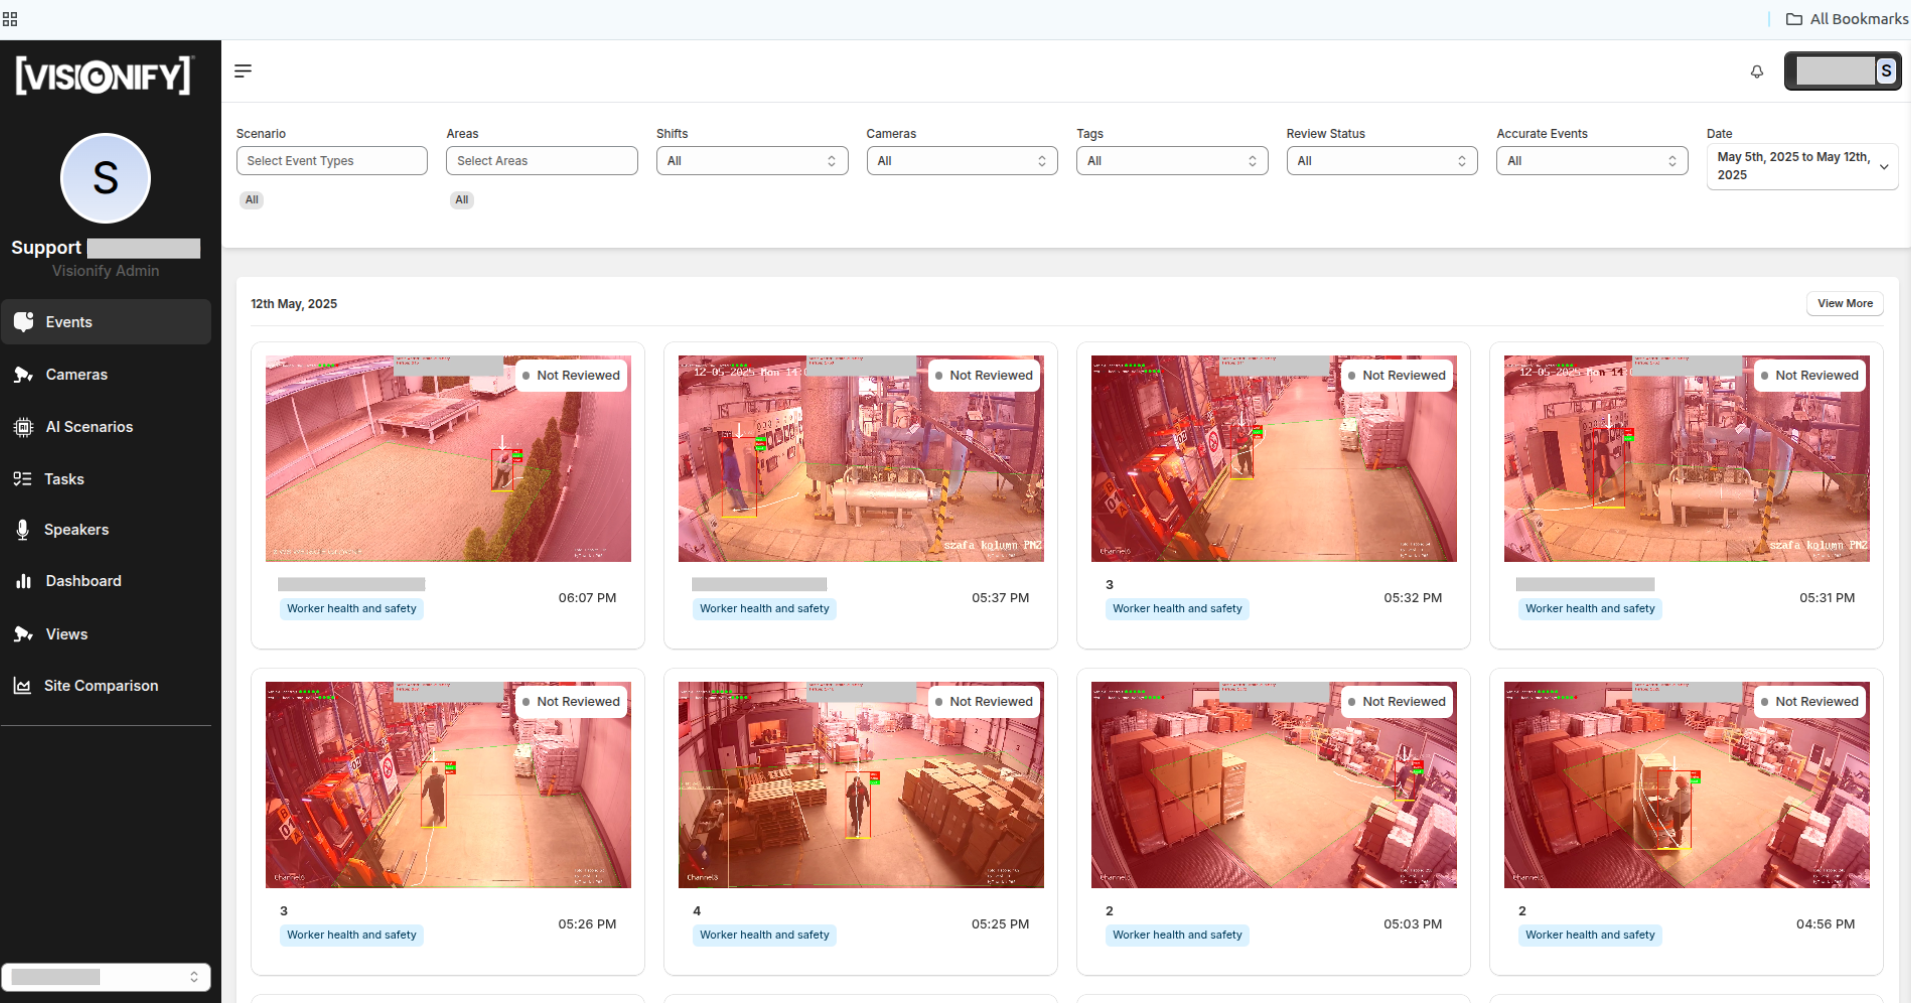 All Bookmarks
[VISIONIFY]
S
S
Support
Visionify Admin
Events
Cameras
AI Scenarios
Tasks
Speakers
Dashboard
Views
Site Comparison
Scenario
Areas
Shifts
Cameras
Tags
Review Status
Accurate Events
Date
Select Event Types
Select Areas
All
All
All
All
All
May 5th, 2025 to May 12th,
2025
All
All
12th May, 2025
View More
Not Reviewed
12-05-2025 Mon 14:
Not Reviewed
Not Reviewed
12-05-2025 Mon 14:
Not Reviewed
szafa kolumn PNZ
Channel6
szafa kolumn PNZ
06:07 PM
Worker health and safety
05:37 PM
Worker health and safety
3
05:32 PM
Worker health and safety
05:31 PM
Worker health and safety
Not Reviewed
Not Reviewed
Not Reviewed
Not Reviewed
Channel6
3
05:26 PM
Worker health and safety
4
05:25 PM
Worker health and safety
2
05:03 PM
Worker health and safety
2
04:56 PM
Worker health and safety